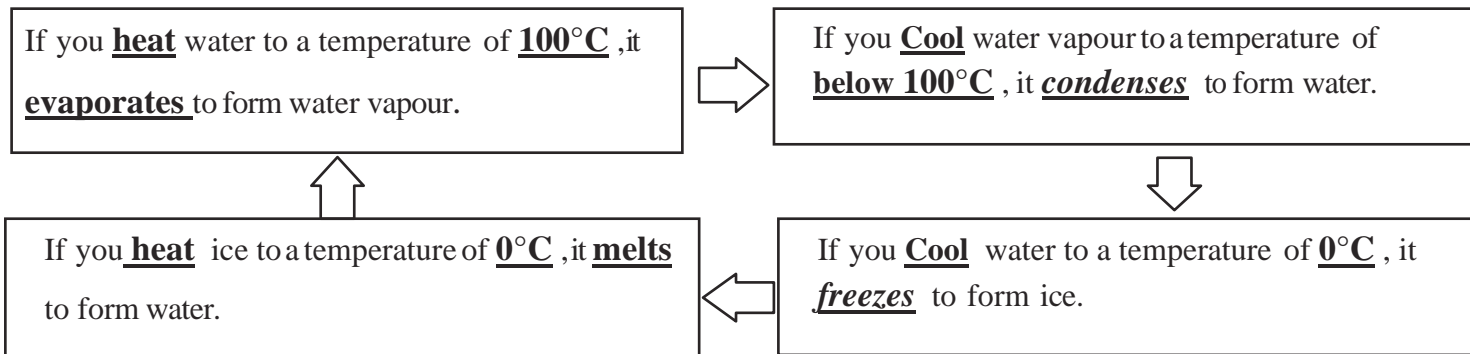 If you heat water to a temperature of 100°C ,it
evaporates to form water vapour.
If you Cool water vapour to a temperature of
below 100°C , it condenses to form water.
If you heat ice to a temperature of 0°C ,it melts
to form water.
If you Cool water to a temperature of 0°C , it
freezes to form ice.